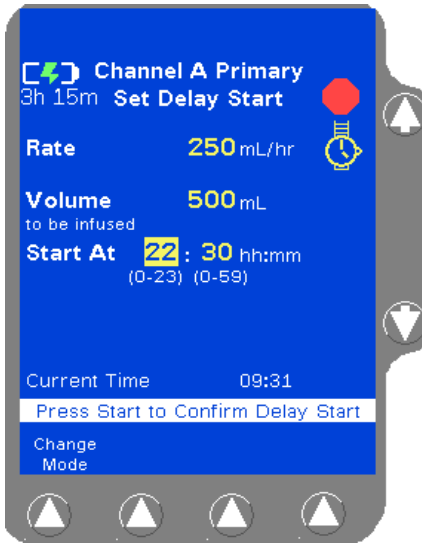 Channel A Primary
3h 15m Set Delay Start
Rate 250 mL/hr
Volume 500 mL
to be infused
Start At 22 : 30 hh:mm
(0-23) (0-59)
Current Time 09:31
Press Start to Confirm Delay Start
Change
Mode